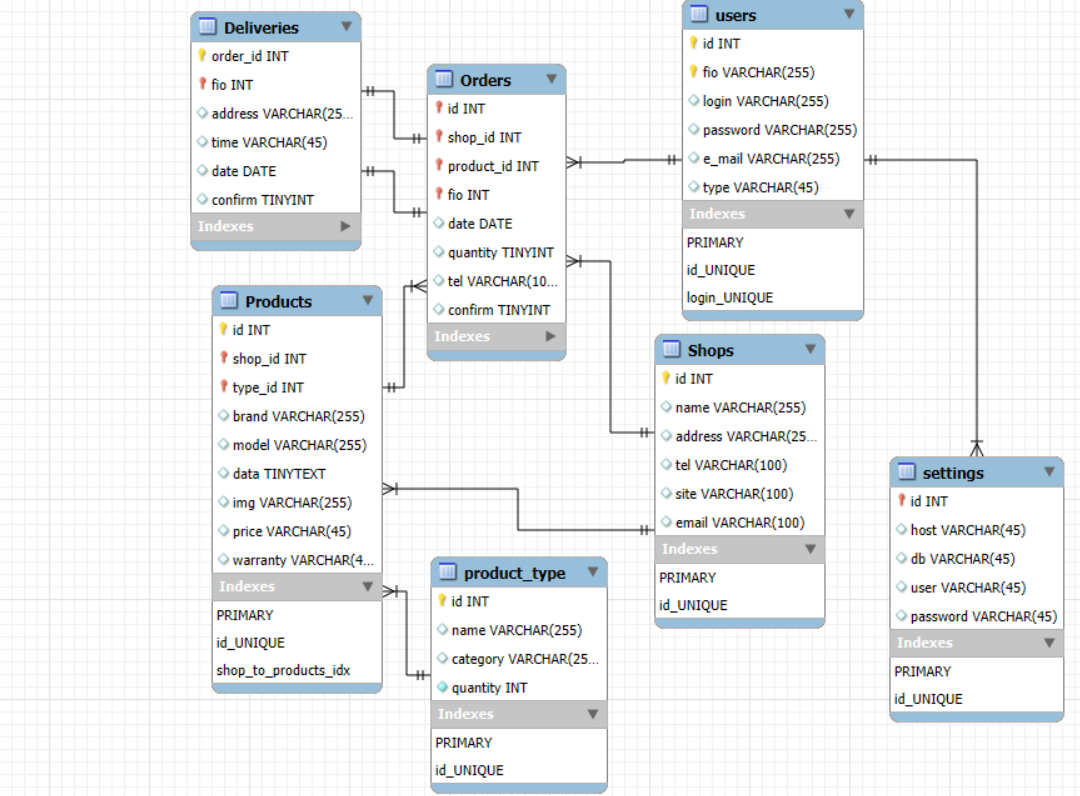 Deliveries
order_id INT
fio INT
address VARCHAR(25...
time VARCHAR(45)
date DATE
confirm TINYINT
Indexes
Orders
id INT
shop_id INT
product_id INT
fio INT
date DATE
quantity TINYINT
tel VARCHAR(10...
confirm TINYINT
Indexes
users
id INT
fio VARCHAR(255)
login VARCHAR(255)
password VARCHAR(255)
e_mail VARCHAR(255)
type VARCHAR(45)
Indexes
PRIMARY
id_UNIQUE
login_UNIQUE
Products
id INT
shop_id INT
type_id INT
brand VARCHAR(255)
model VARCHAR(255)
data TINYTEXT
img VARCHAR(255)
price VARCHAR(45)
warranty VARCHAR(4...
Indexes
PRIMARY
id_UNIQUE
shop_to_products_idx
Shops
id INT
name VARCHAR(255)
address VARCHAR(25...
tel VARCHAR(100)
site VARCHAR(100)
email VARCHAR(100)
Indexes
PRIMARY
id_UNIQUE
product_type
id INT
name VARCHAR(255)
category VARCHAR(25...
quantity INT
Indexes
PRIMARY
id_UNIQUE
settings
id INT
host VARCHAR(45)
db VARCHAR(45)
user VARCHAR(45)
password VARCHAR(45)
Indexes
PRIMARY
id_UNIQUE